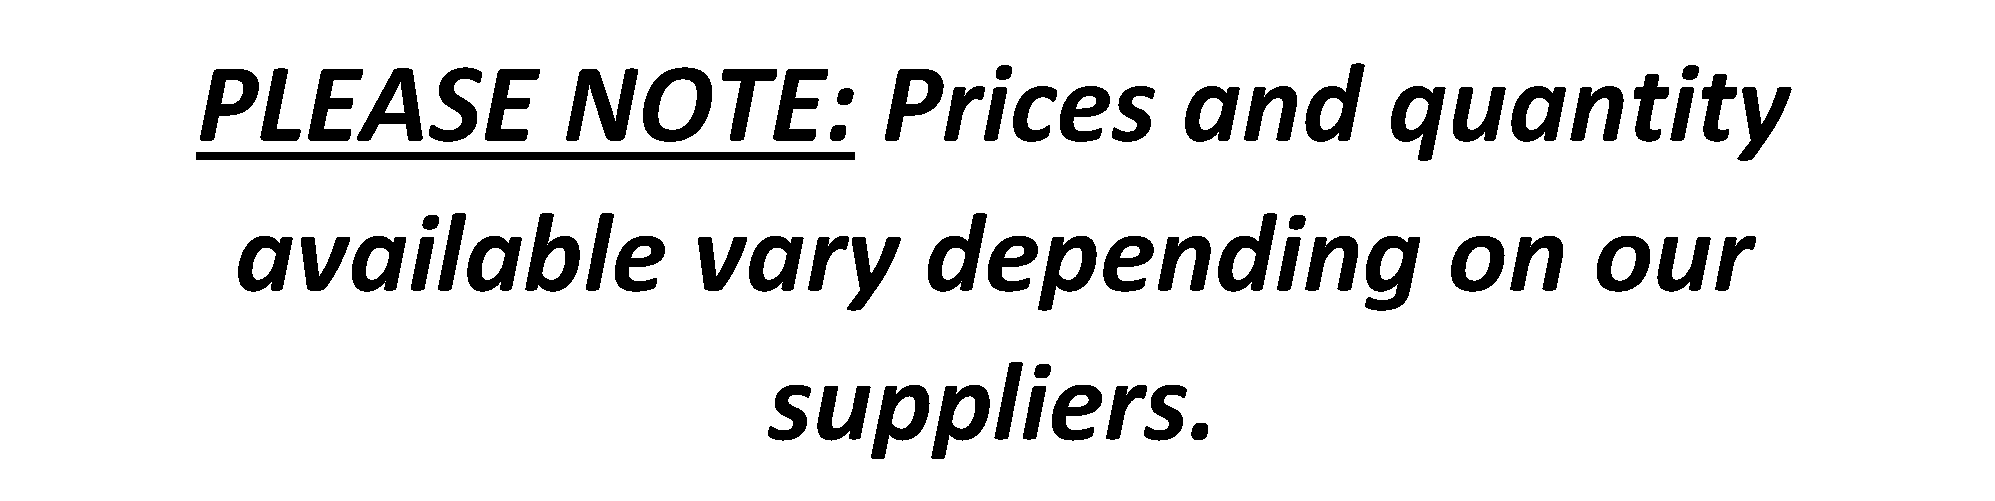 PLEASE NOTE: Prices and quantity
available vary depending on our
suppliers.